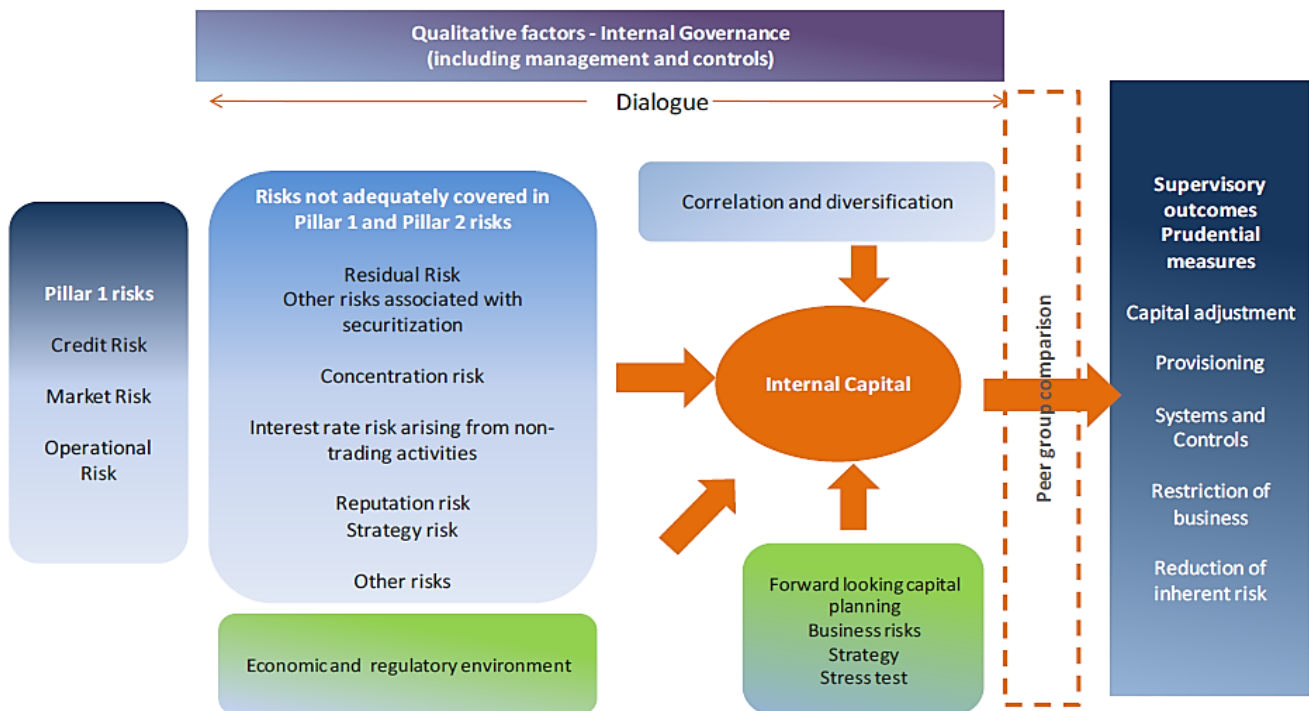 Qualitative factors - Internal Governance
(including management and controls)
Dialogue
Pillar 1 risks
Credit Risk
Market Risk
Operational
Risk
Risks not adequately covered in
Pillar 1 and Pillar 2 risks
Residual Risk
Other risks associated with
securitization
Concentration risk
Interest rate risk arising from non-
trading activities
Reputation risk
Strategy risk
Other risks
Economic and regulatory environment
Correlation and diversification
Internal Capital
Forward looking capital
planning
Business risks
Strategy
Stress test
Peer group comparison
Supervisory
outcomes
Prudential
measures
Capital adjustment
Provisioning
Systems and
Controls
Restriction of
business
Reduction of
inherent risk